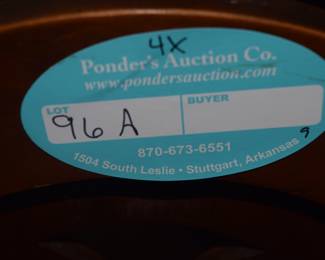 4X
Ponder's Auction Co.
www.pondersauction.com
LOT
BUYER
96 A
870-673-6551
1504 South Leslie • Stuttgart, Arkansas
9